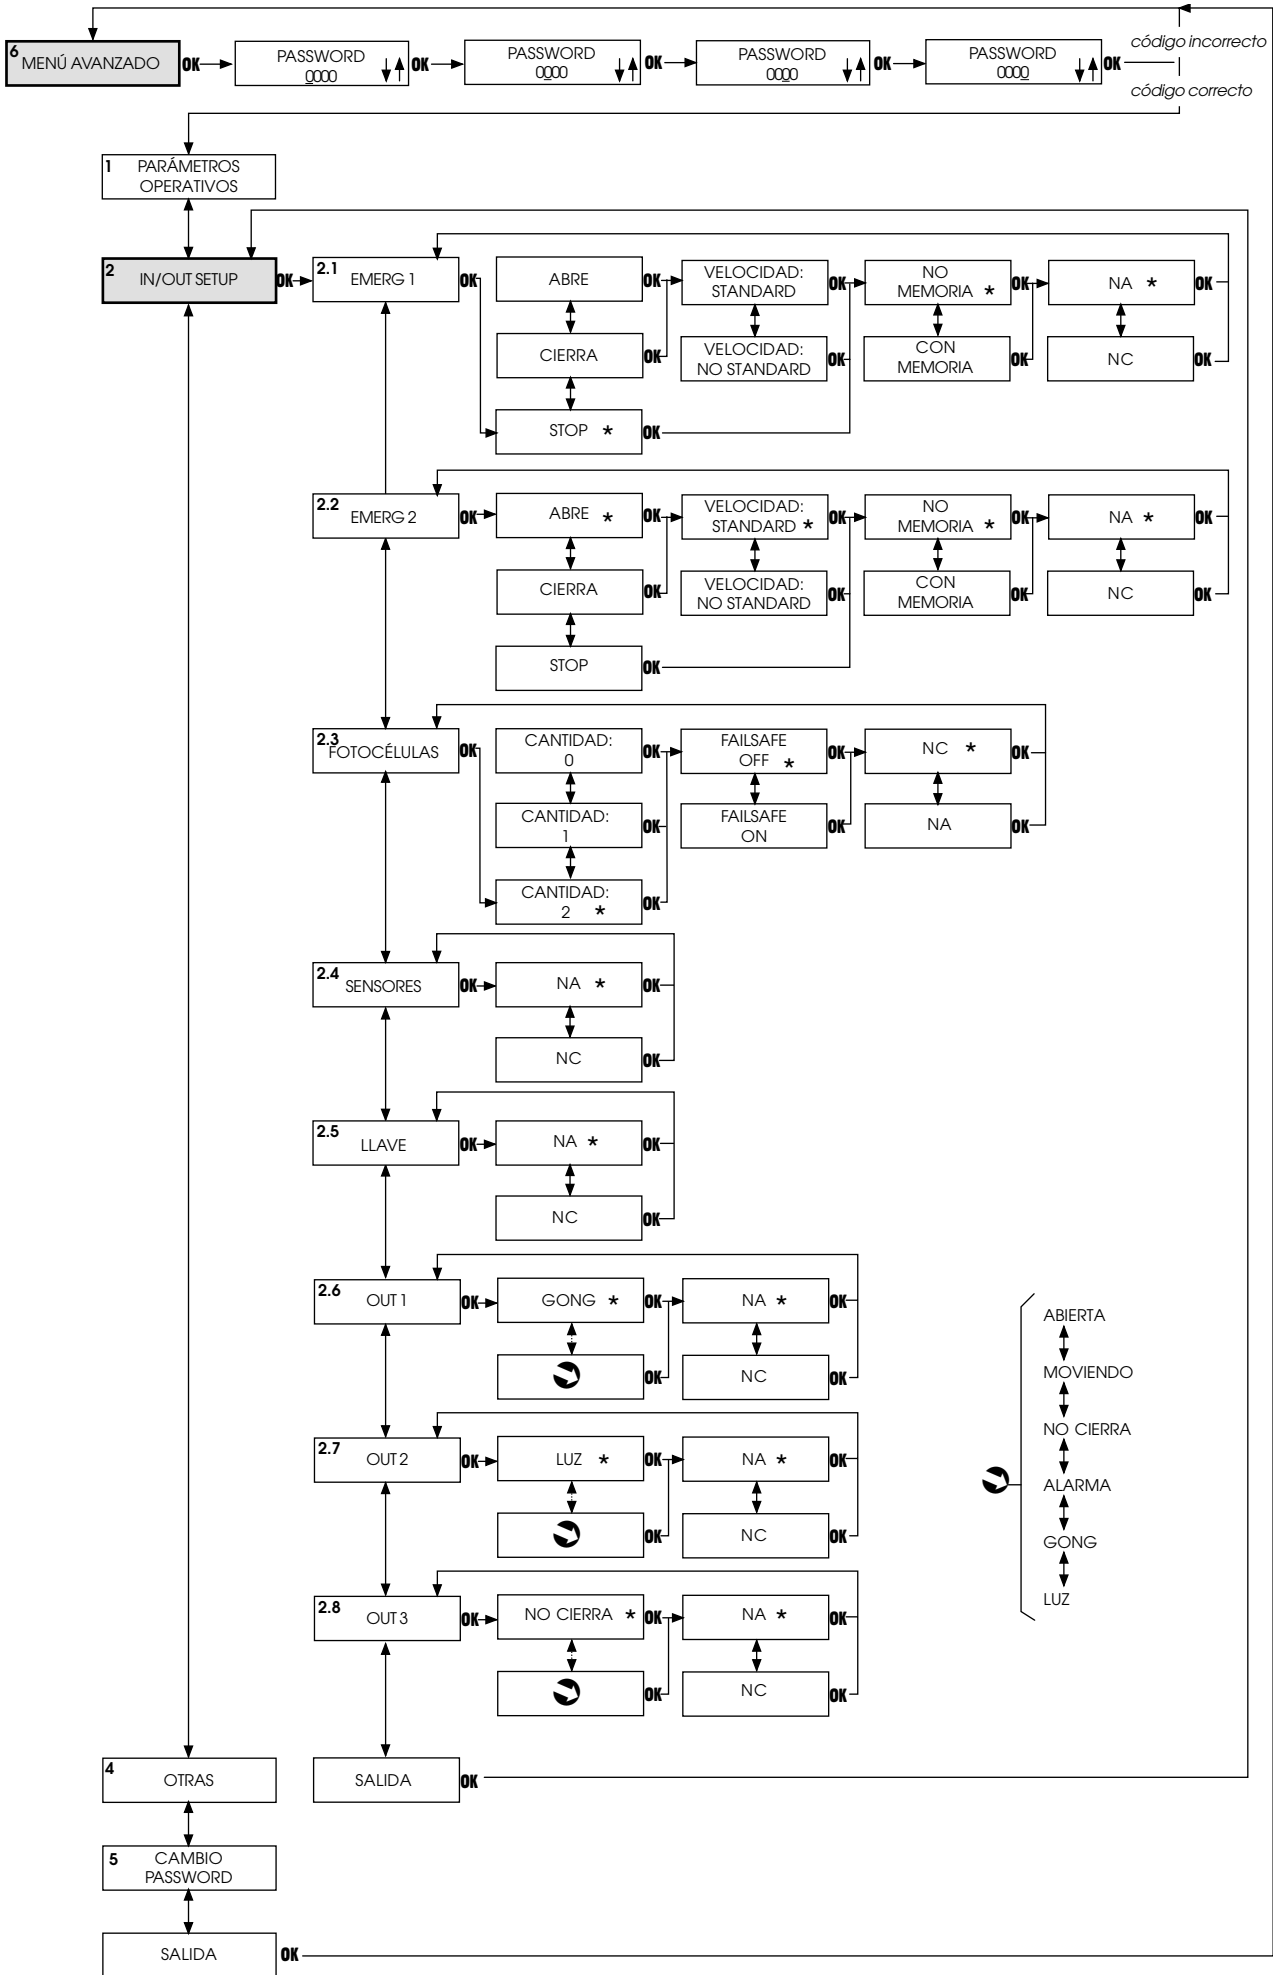 código incorrecto
6 MENÚ AVANZADO OK PASSWORD 0000 OK PASSWORD 0000 OK PASSWORD 0000 OK PASSWORD 0000 OK
código correcto
1 PARÁMETROS
OPERATIVOS
2 IN/OUT SETUP OK 2.1 EMERG 1 OK ABRE OK VELOCIDAD: STANDARD OK NO MEMORIA * OK NA * OK
CIERRA OK VELOCIDAD: NO STANDARD OK CON MEMORIA OK NC OK
STOP * OK
2.2 EMERG 2 OK ABRE * OK VELOCIDAD: STANDARD * OK NO MEMORIA * OK NA * OK
CIERRA OK VELOCIDAD: NO STANDARD OK CON MEMORIA OK NC OK
STOP OK
2.3 FOTOCÉLULAS OK CANTIDAD: 0 OK FAILSAFE OFF * OK NC * OK
CANTIDAD: 1 OK FAILSAFE ON OK NA OK
CANTIDAD: 2 * OK
2.4 SENSORES OK NA * OK
NC OK
2.5 LLAVE OK NA * OK
NC OK
2.6 OUT 1 OK GONG * OK NA * OK
OK NC OK
2.7 OUT 2 OK LUZ * OK NA * OK
OK NC OK
2.8 OUT 3 OK NO CIERRA * OK NA * OK
OK NC OK
ABIERTA
MOVIENDO
NO CIERRA
ALARMA
GONG
LUZ
4 OTRAS
SALIDA OK
5 CAMBIO
PASSWORD
SALIDA OK